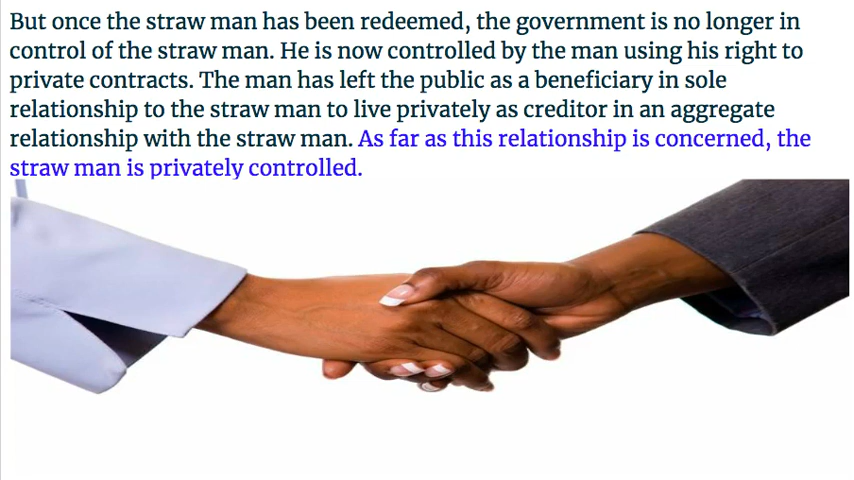 But once the straw man has been redeemed, the government is no longer in
control of the straw man. He is now controlled by the man using his right to
private contracts. The man has left the public as a beneficiary in sole
relationship to the straw man to live privately as creditor in an aggregate
relationship with the straw man. As far as this relationship is concerned, the
straw man is privately controlled.